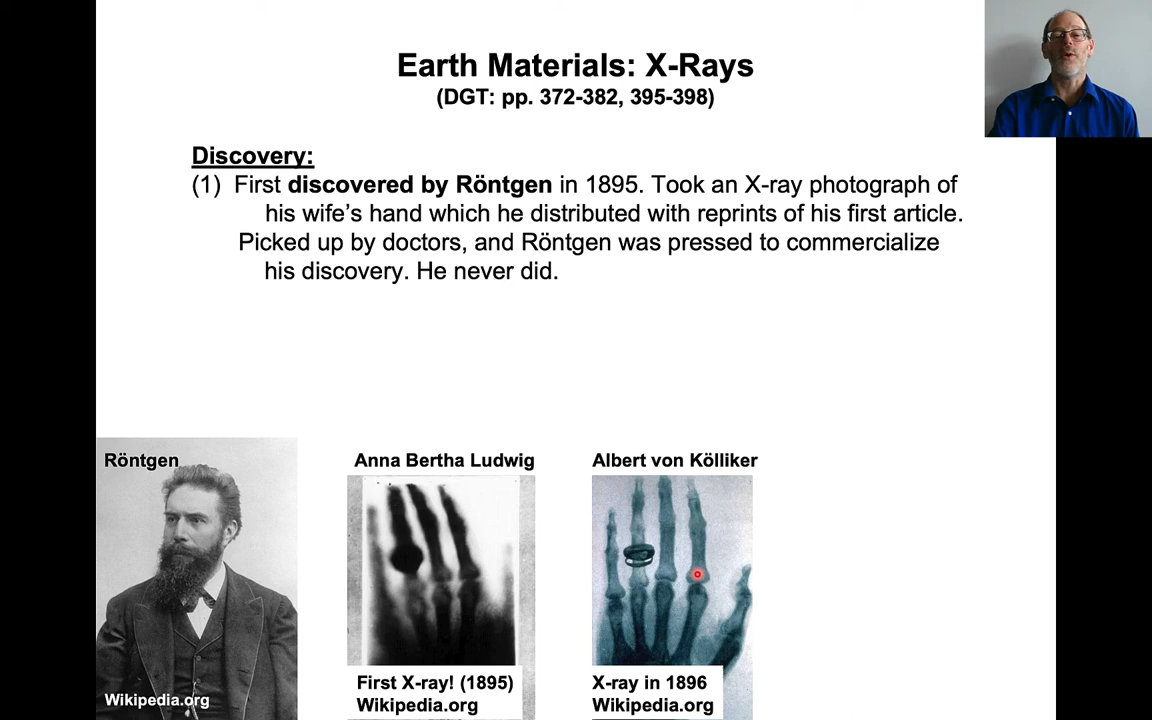 Earth Materials: X-Rays
(DGT: pp. 372-382, 395-398)
Discovery:
(1) First discovered by Röntgen in 1895. Took an X-ray photograph of
his wife’s hand which he distributed with reprints of his first article.
Picked up by doctors, and Röntgen was pressed to commercialize
his discovery. He never did.
Röntgen
Wikipedia.org
Anna Bertha Ludwig
First X-ray! (1895)
Wikipedia.org
Albert von Kölliker
X-ray in 1896
Wikipedia.org